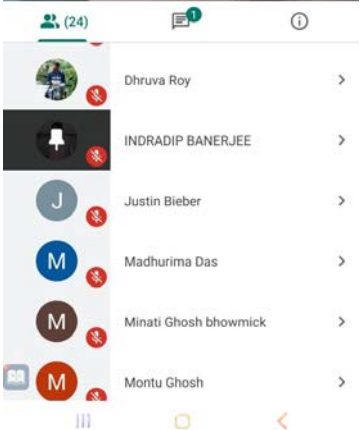 (24)
1
Dhruva Roy
INDRADIP BANERJEE
J
Justin Bieber
M
Madhurima Das
M
Minati Ghosh bhowmick
M
Montu Ghosh